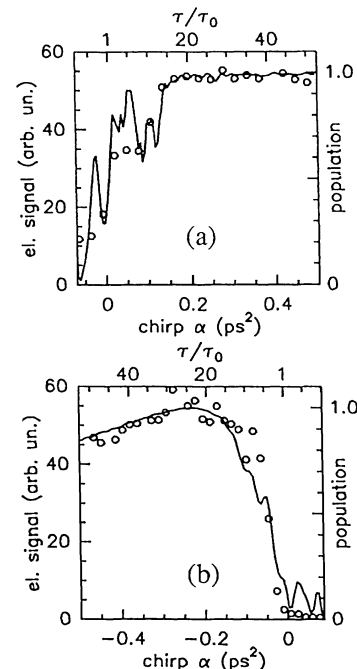 τ/τ₀
1 20 40
60
40
20
0
el. signal (arb. un.)
1.0
0
population
(a)
0 0.2 0.4
chirp α (ps²)
τ/τ₀
40 20 1
60
40
20
0
el. signal (arb. un.)
1.0
0
population
(b)
−0.4 −0.2 0
chirp α (ps²)